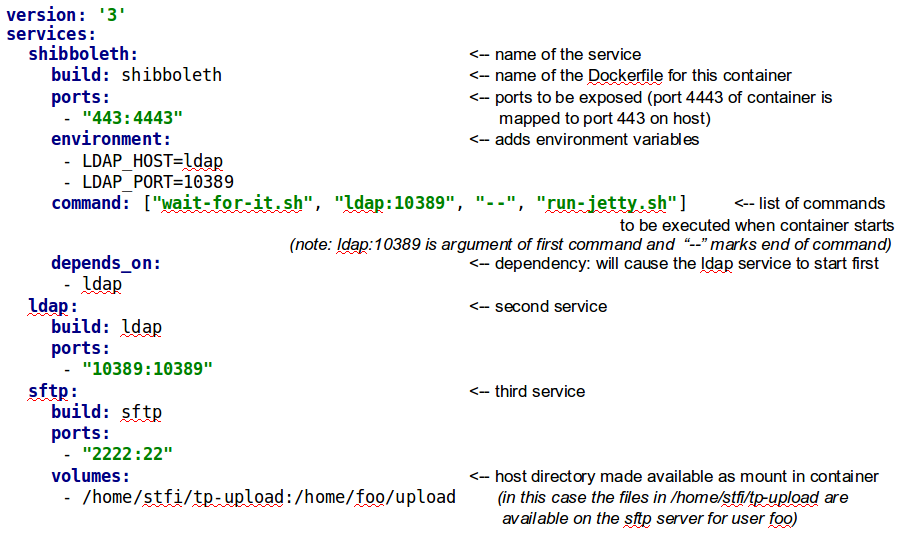 version: '3'
services:
shibboleth: <-- name of the service
build: shibboleth <-- name of the Dockerfile for this container
ports: <-- ports to be exposed (port 4443 of container is
- "443:4443" mapped to port 443 on host)
environment: <-- adds environment variables
- LDAP_HOST=ldap
- LDAP_PORT=10389
command: ["wait-for-it.sh", "ldap:10389", "--", "run-jetty.sh"] <-- list of commands
to be executed when container starts
(note: ldap:10389 is argument of first command and “--” marks end of command)
depends_on: <-- dependency: will cause the ldap service to start first
- ldap
ldap: <-- second service
build: ldap
ports:
- "10389:10389"
sftp: <-- third service
build: sftp
ports:
- "2222:22"
volumes: <-- host directory made available as mount in container
- /home/stfi/tp-upload:/home/foo/upload (in this case the files in /home/stfi/tp-upload are
available on the sftp server for user foo)